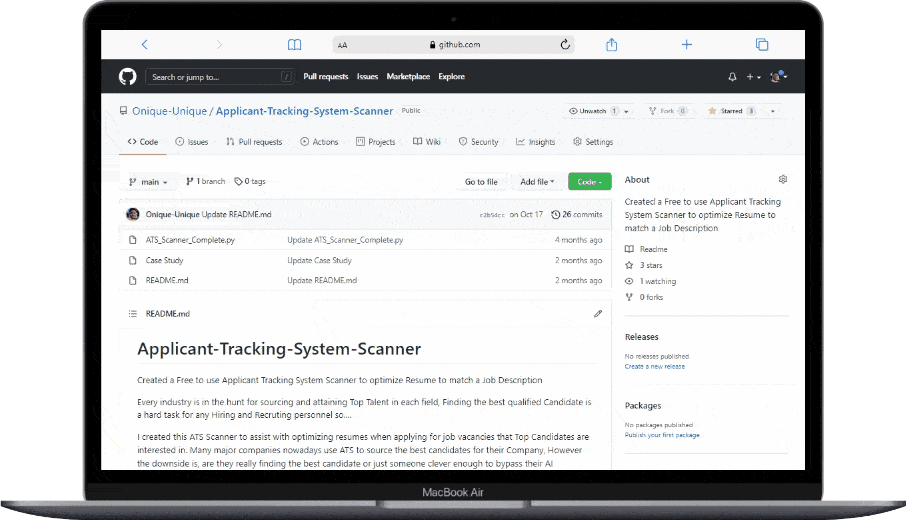 AA github.com
Search or jump to... / Pull requests Issues Marketplace Explore
Onique-Unique / Applicant-Tracking-System-Scanner Public Unwatch 1 Fork 0 Starred 3
Code Issues Pull requests Actions Projects Wiki Security Insights Settings
main 1 branch 0 tags Go to file Add file Code
Onique-Unique Update README.md c2b54cc on Oct 17 26 commits
ATS_Scanner_Complete.py Update ATS_Scanner_Complete.py 4 months ago
Case Study Update Case Study 2 months ago
README.md Update README.md 2 months ago
README.md
Applicant-Tracking-System-Scanner
Created a Free to use Applicant Tracking System Scanner to optimize Resume to match a Job Description
Every industry is in the hunt for sourcing and attaining Top Talent in each field, Finding the best qualified Candidate is
a hard task for any Hiring and Recruting personnel so....
I created this ATS Scanner to assist with optimizing resumes when applying for job vacancies that Top Candidates are
interested in. Many major companies nowadays use ATS to source the best candidates for their Company, However
the downside is, are they really finding the best candidate or just someone clever enough to bypass their AI
About
Created a Free to use Applicant Tracking
System Scanner to optimize Resume to
match a Job Description
Readme
3 stars
1 watching
0 forks
Releases
No releases published
Create a new release
Packages
No packages published
Publish your first package
MacBook Air